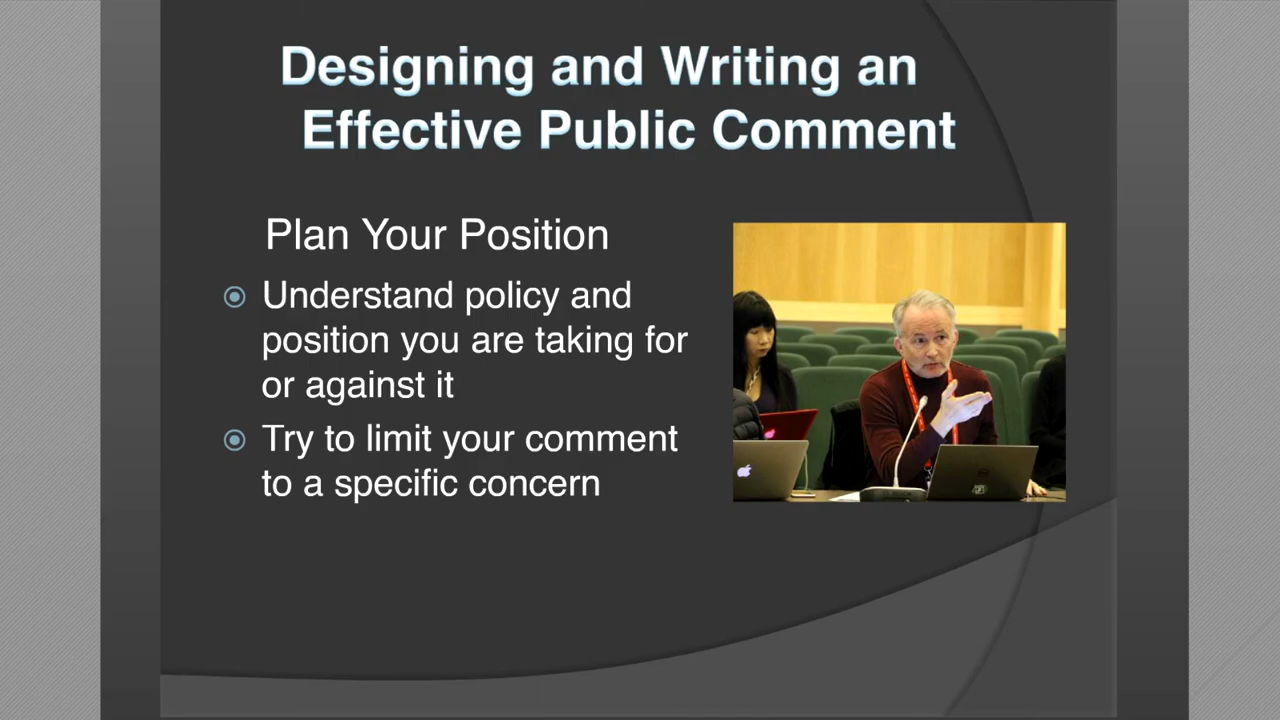 Designing and Writing an
Effective Public Comment
Plan Your Position
Understand policy and
position you are taking for
or against it
Try to limit your comment
to a specific concern